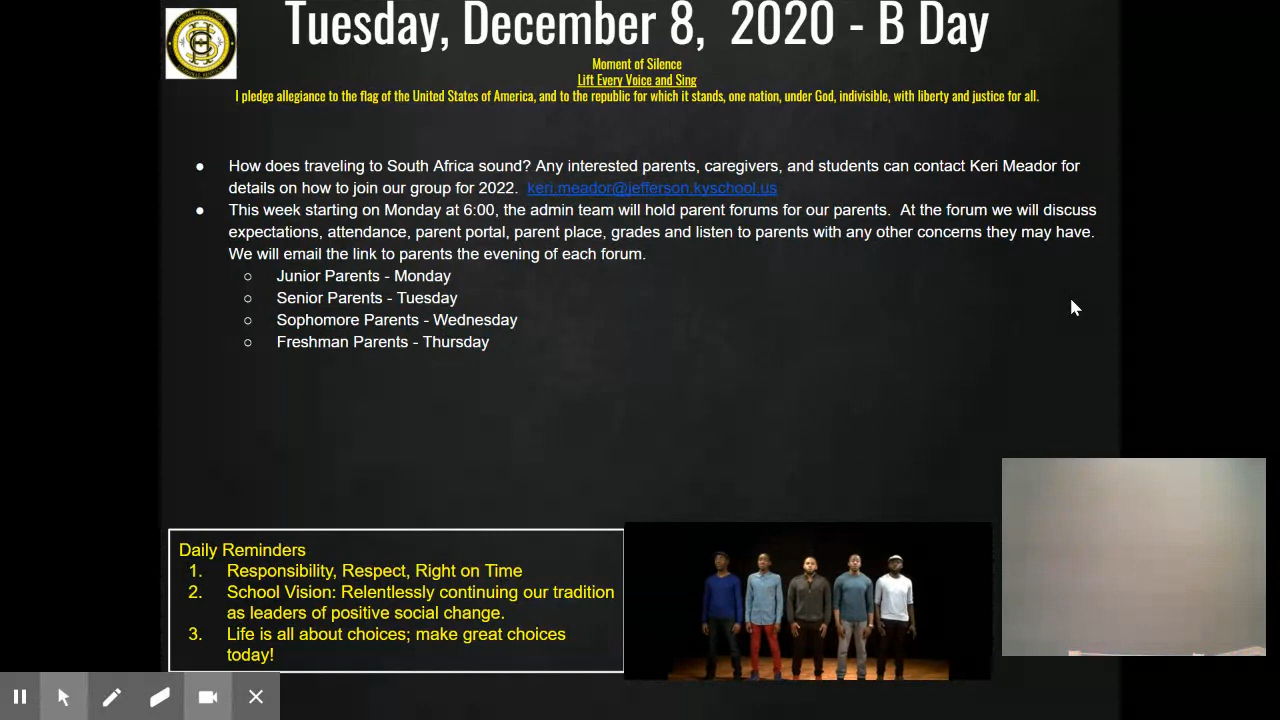 Tuesday, December 8, 2020 - B Day
Moment of Silence
Lift Every Voice and Sing
I pledge allegiance to the flag of the United States of America, and to the republic for which it stands, one nation, under God, indivisible, with liberty and justice for all.
● How does traveling to South Africa sound? Any interested parents, caregivers, and students can contact Keri Meador for
details on how to join our group for 2022. keri.meador@jefferson.kyschool.us
● This week starting on Monday at 6:00, the admin team will hold parent forums for our parents. At the forum we will discuss
expectations, attendance, parent portal, parent place, grades and listen to parents with any other concerns they may have.
We will email the link to parents the evening of each forum.
○ Junior Parents - Monday
○ Senior Parents - Tuesday
○ Sophomore Parents - Wednesday
○ Freshman Parents - Thursday
Daily Reminders
1. Responsibility, Respect, Right on Time
2. School Vision: Relentlessly continuing our tradition
as leaders of positive social change.
3. Life is all about choices; make great choices
today!